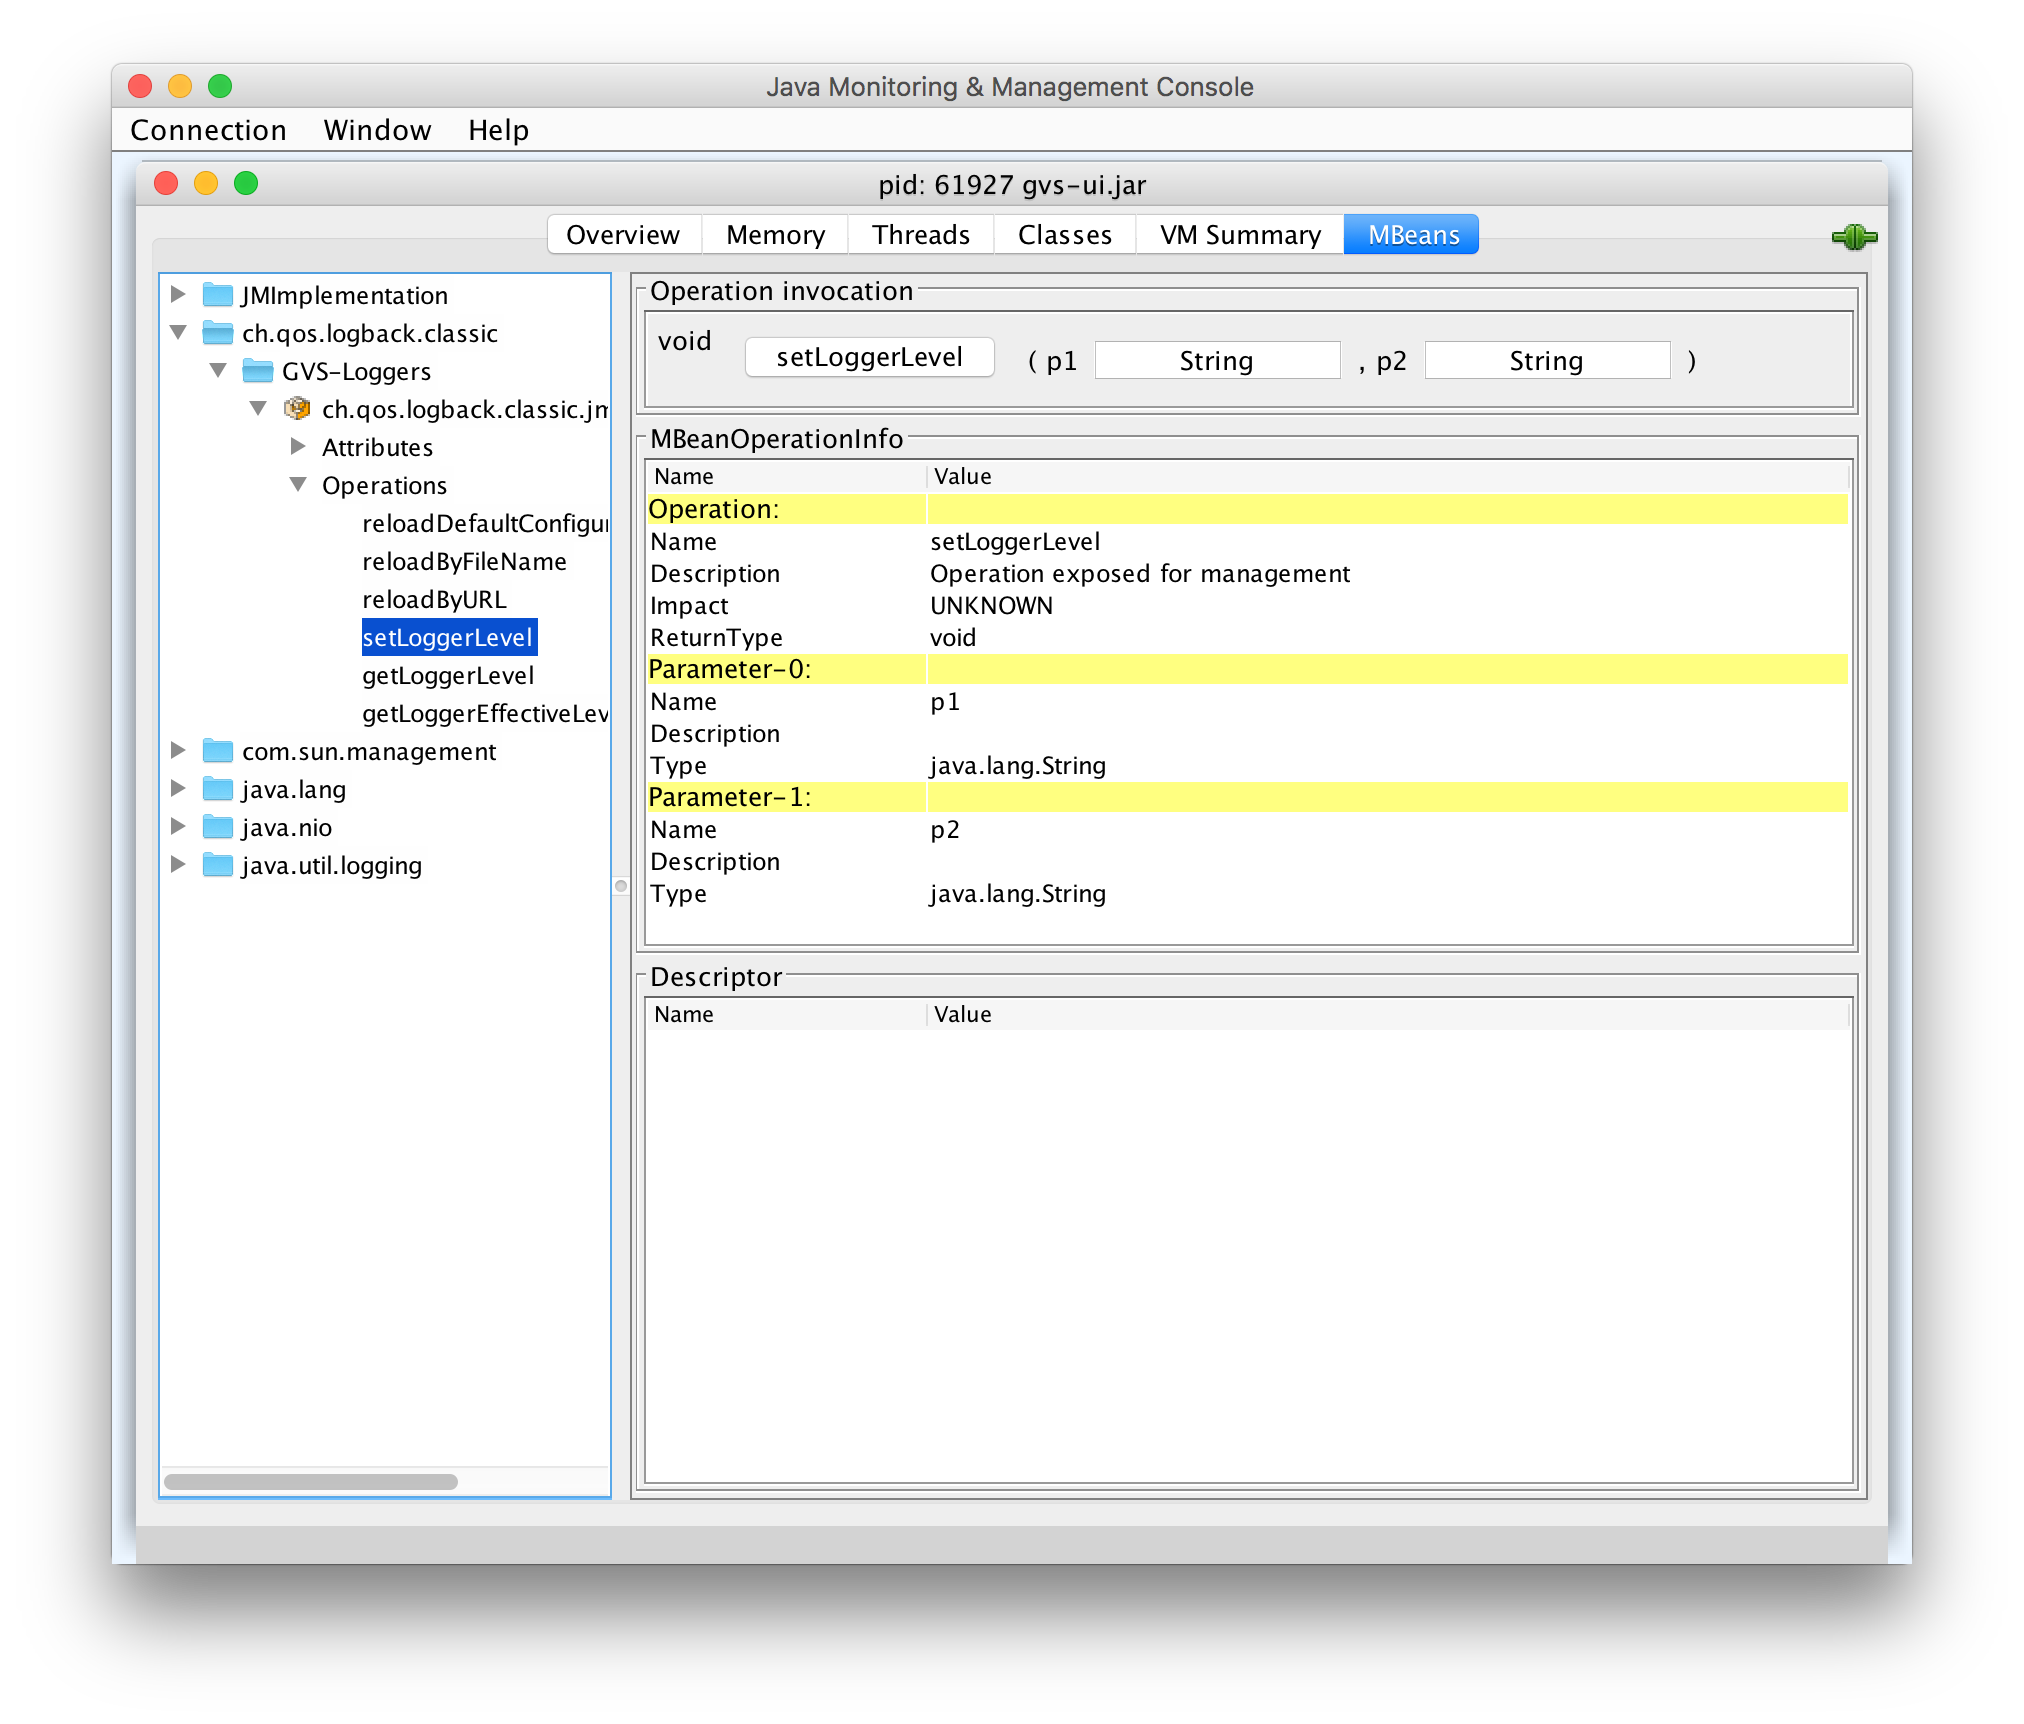 Java Monitoring & Management Console
Connection Window Help
pid: 61927 gvs-ui.jar
Overview Memory Threads Classes VM Summary MBeans
JMImplementation
ch.qos.logback.classic
GVS-Loggers
ch.qos.logback.classic.jm
Attributes
Operations
reloadDefaultConfigur
reloadByFileName
reloadByURL
setLoggerLevel
getLoggerLevel
getLoggerEffectiveLev
com.sun.management
java.lang
java.nio
java.util.logging
Operation invocation
void setLoggerLevel ( p1 String , p2 String )
MBeanOperationInfo
Name Value
Operation:
Name setLoggerLevel
Description Operation exposed for management
Impact UNKNOWN
ReturnType void
Parameter-0:
Name p1
Description
Type java.lang.String
Parameter-1:
Name p2
Description
Type java.lang.String
Descriptor
Name Value